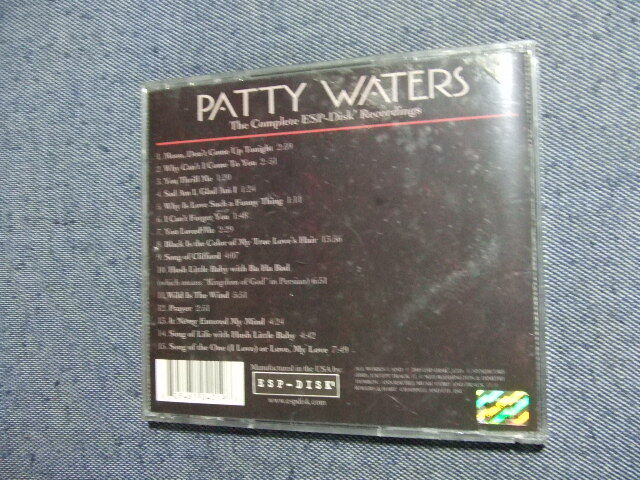 PATTY WATERS
The Complete ESP-Disk' Recordings
1. Moon, Don't Come Up Tonight 2:59
2. Why Can't I Come To You 2:51
3. You Thrill Me 1:20
4. Sad Am I, Glad Am I 1:24
5. Why Is Love Such a Funny Thing 1:11
6. I Can't Forget You 1:48
7. You Loved Me 2:29
8. Black Is the Color of My True Love's Hair 13:56
9. Song of Clifford 4:07
10. Hush Little Baby with Ba Ha Bad
(which means "Kingdom of God" in Persian) 6:51
11. Wild Is The Wind 5:51
12. Prayer 2:51
13. It Never Entered My Mind 4:24
14. Song of Life with Hush Little Baby 4:42
15. Song of the One (I Love) or Love, My Love 7:49
Manufactured in the USA by:
ESP-DISK'
www.espdisk.com